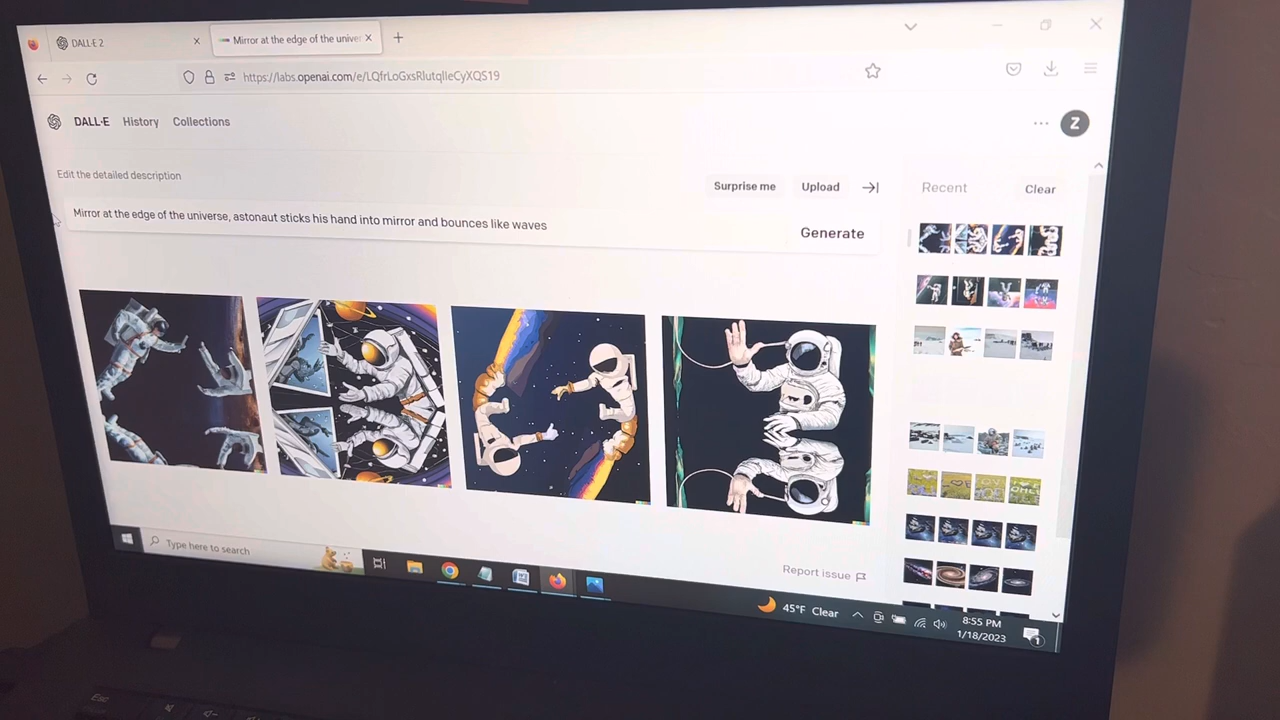 DALL·E 2
Mirror at the edge of the univer
https://labs.openai.com/e/LQfrLoGxsRlutqlleCyXQS19
DALL·E History Collections
Z
Edit the detailed description
Surprise me Upload
Recent Clear
Mirror at the edge of the universe, astonaut sticks his hand into mirror and bounces like waves
Generate
Report issue
Type here to search
45°F Clear
8:55 PM
1/18/2023
1
Esc